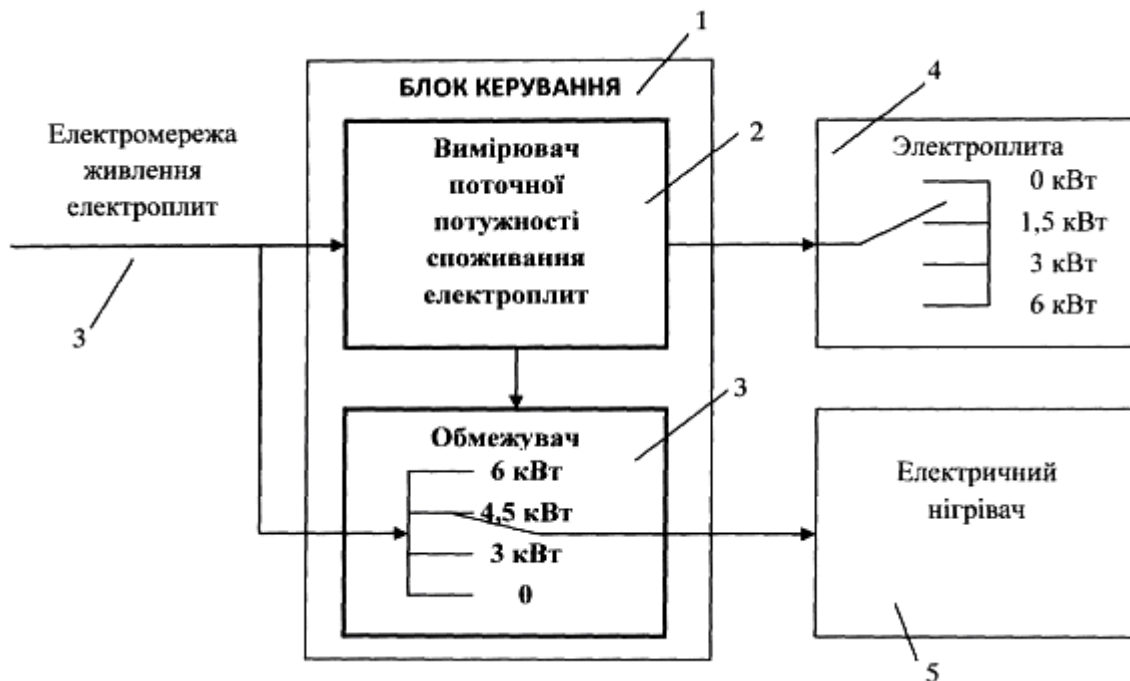 1
БЛОК КЕРУВАННЯ
Електромережа
живлення
електроплит
3
Вимірювач
поточної
потужності
споживання
електроплит
2
4
Электроплита
0 кВт
1,5 кВт
3 кВт
6 кВт
Обмежувач
6 кВт
4,5 кВт
3 кВт
0
3
Електричний
нігрівач
5